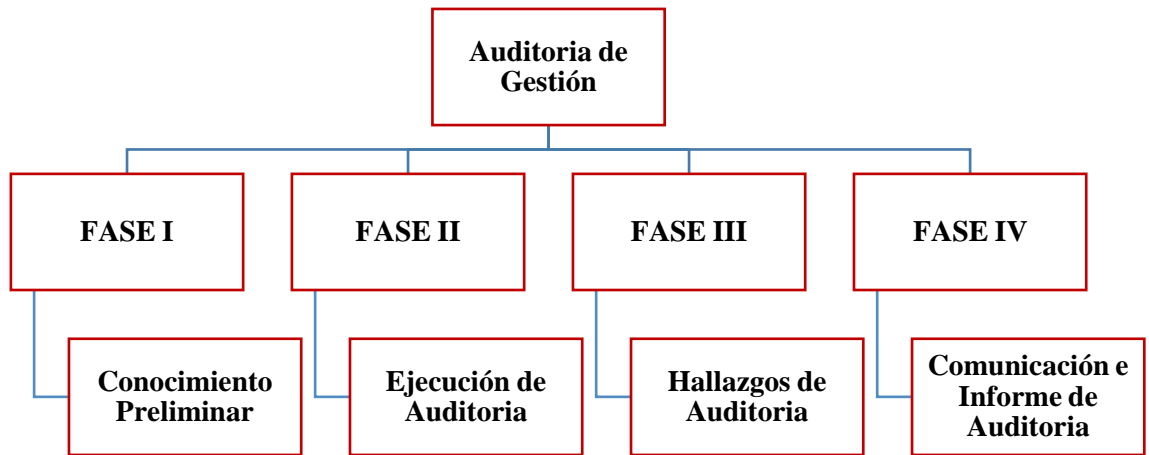 Auditoria de
Gestión
FASE I
FASE II
FASE III
FASE IV
Conocimiento
Preliminar
Ejecución de
Auditoria
Hallazgos de
Auditoria
Comunicación e
Informe de
Auditoria